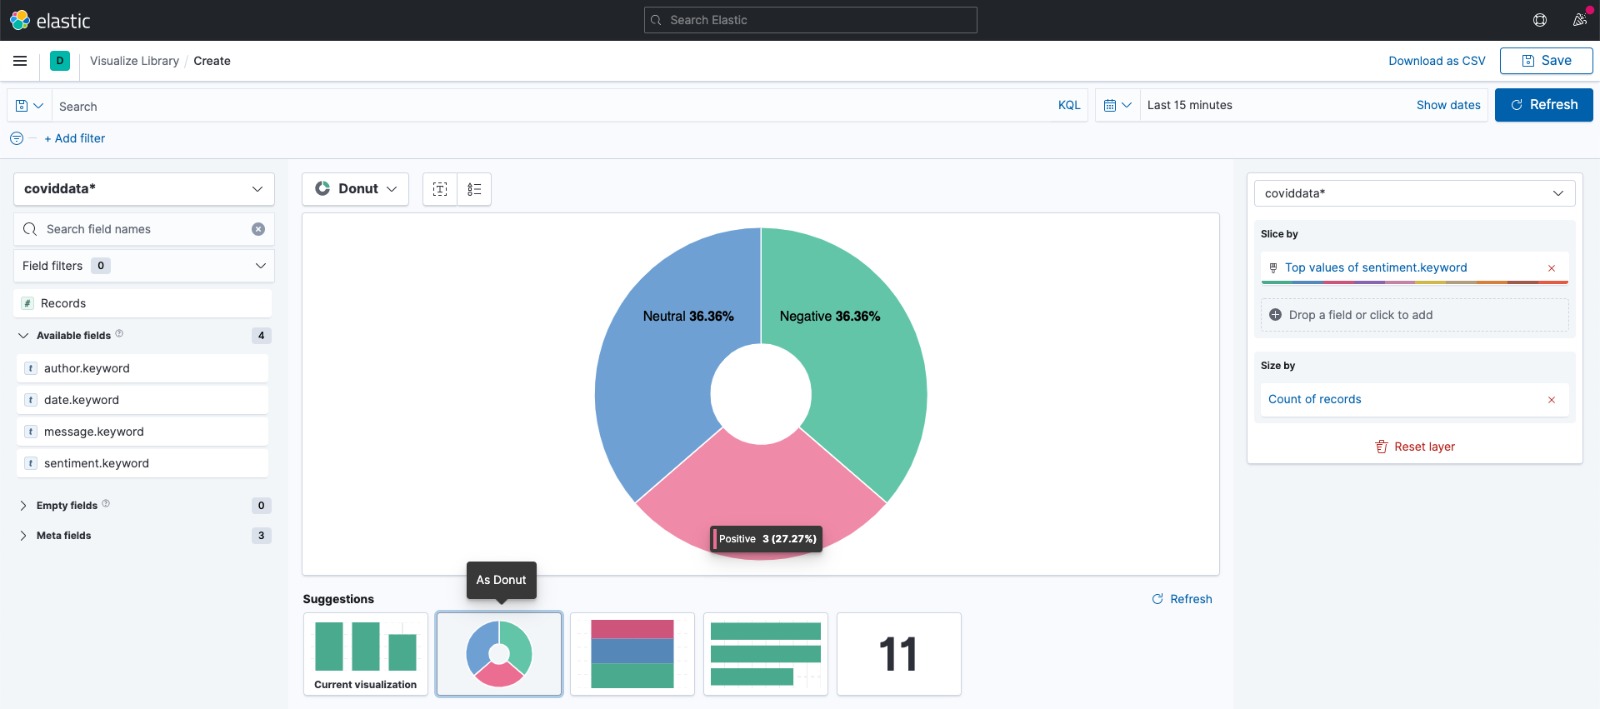 elastic
Search Elastic
D
Visualize Library / Create
Download as CSV
Save
Search
KQL
Last 15 minutes
Show dates
Refresh
+ Add filter
coviddata*
Search field names
Field filters 0
# Records
Available fields 4
t author.keyword
t date.keyword
t message.keyword
t sentiment.keyword
Empty fields 0
Meta fields 3
Donut
Neutral 36.36%
Negative 36.36%
Positive 3 (27.27%)
As Donut
Suggestions
Refresh
Current visualization
11
coviddata*
Slice by
Top values of sentiment.keyword
Drop a field or click to add
Size by
Count of records
Reset layer